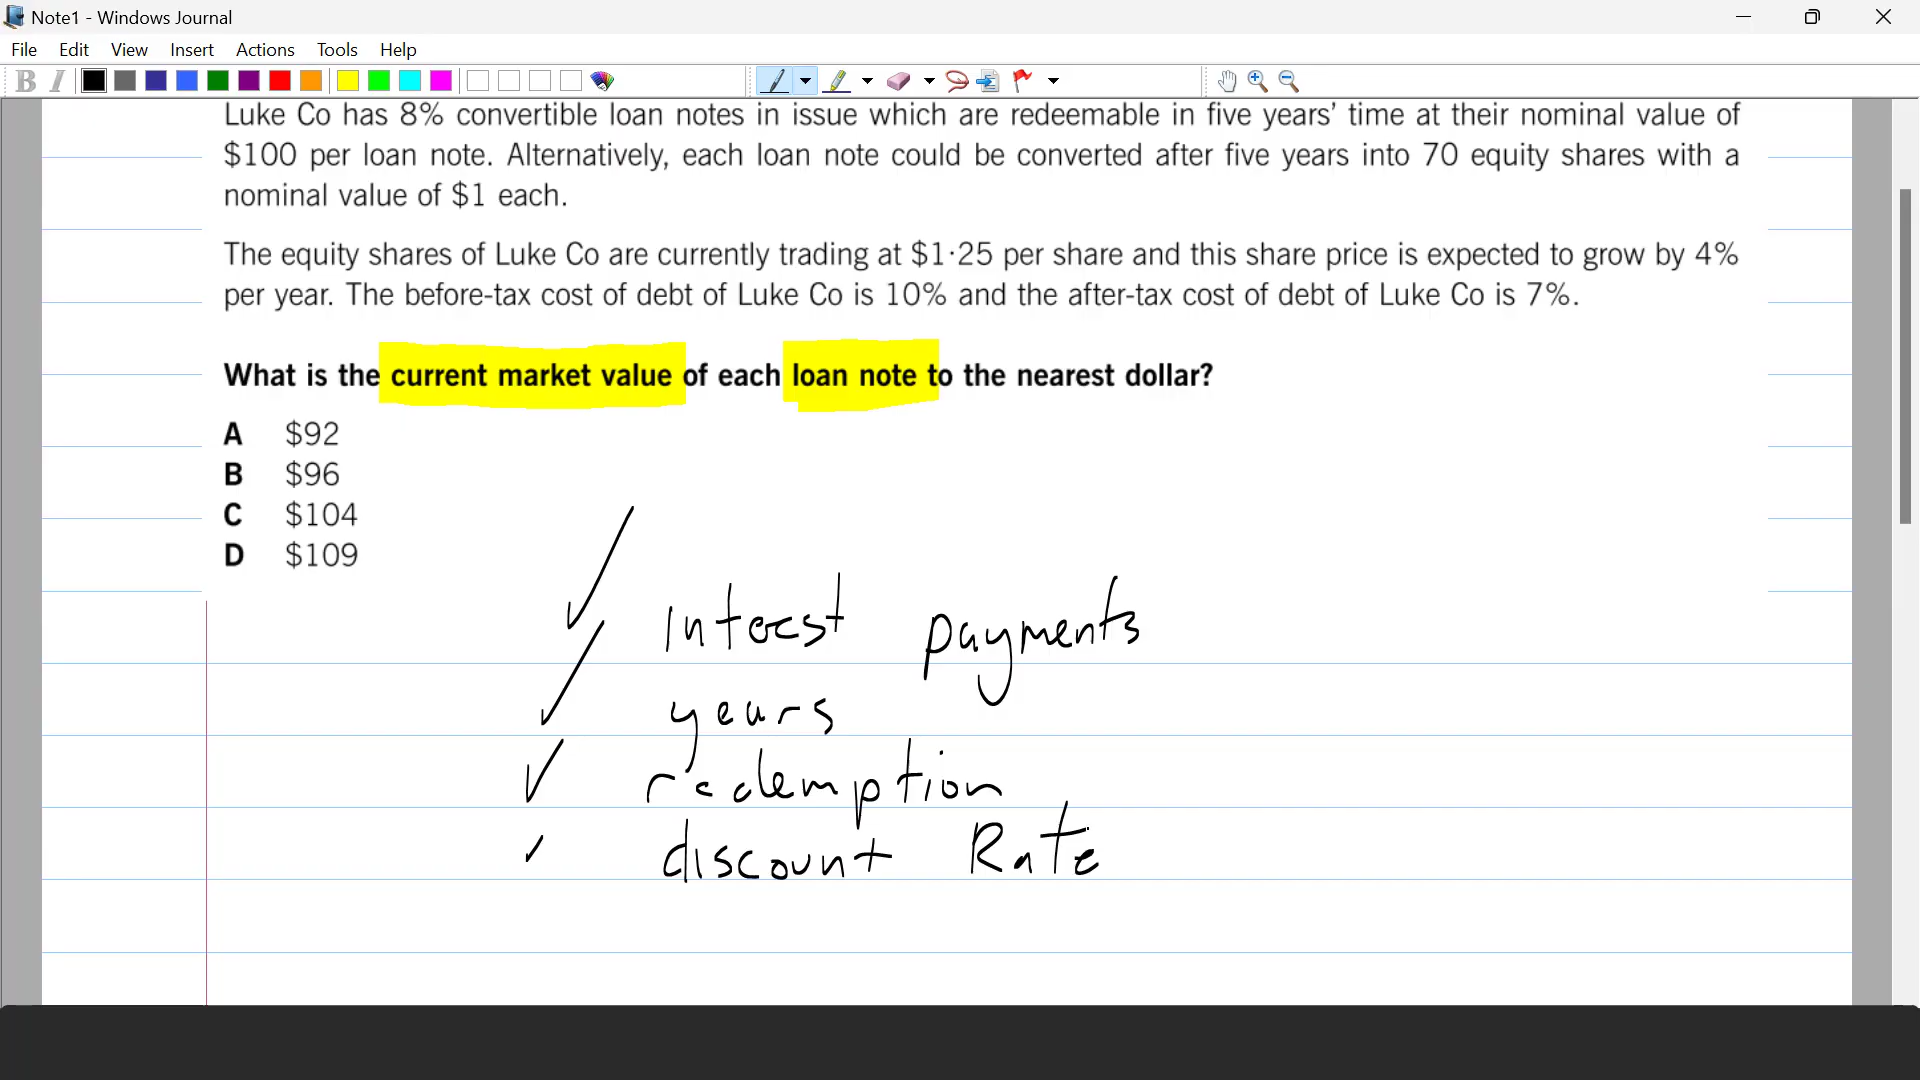 Note1 - Windows Journal
File Edit View Insert Actions Tools Help
B I
Luke Co has 8% convertible loan notes in issue which are redeemable in five years' time at their nominal value of
$100 per loan note. Alternatively, each loan note could be converted after five years into 70 equity shares with a
nominal value of $1 each.
The equity shares of Luke Co are currently trading at $1·25 per share and this share price is expected to grow by 4%
per year. The before-tax cost of debt of Luke Co is 10% and the after-tax cost of debt of Luke Co is 7%.
What is the current market value of each loan note to the nearest dollar?
A $92
B $96
C $104
D $109
Interest payments
years
redemption
discount Rate